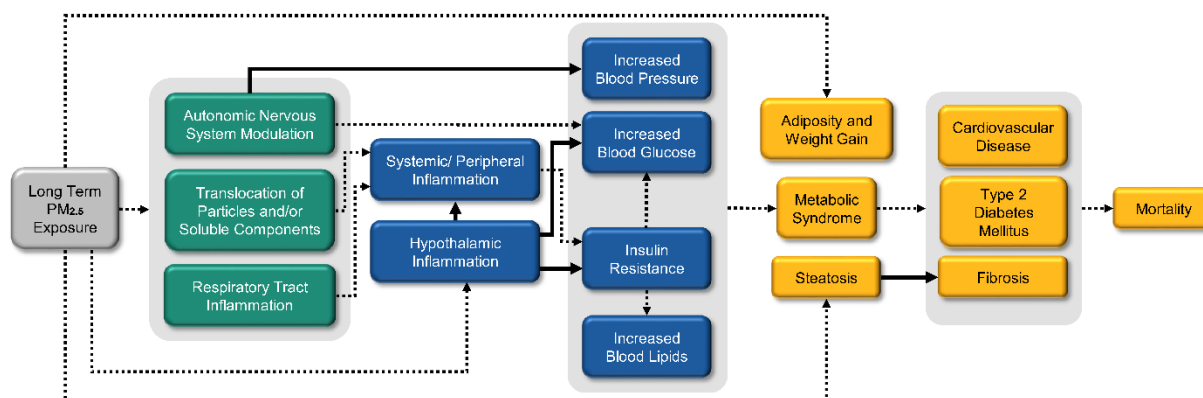 Long Term
PM2.5
Exposure
Autonomic Nervous
System Modulation
Translocation of
Particles and/or
Soluble Components
Respiratory Tract
Inflammation
Systemic/ Peripheral
Inflammation
Hypothalamic
Inflammation
Increased
Blood Pressure
Increased
Blood Glucose
Insulin
Resistance
Increased
Blood Lipids
Adiposity and
Weight Gain
Metabolic
Syndrome
Steatosis
Cardiovascular
Disease
Type 2
Diabetes
Mellitus
Fibrosis
Mortality